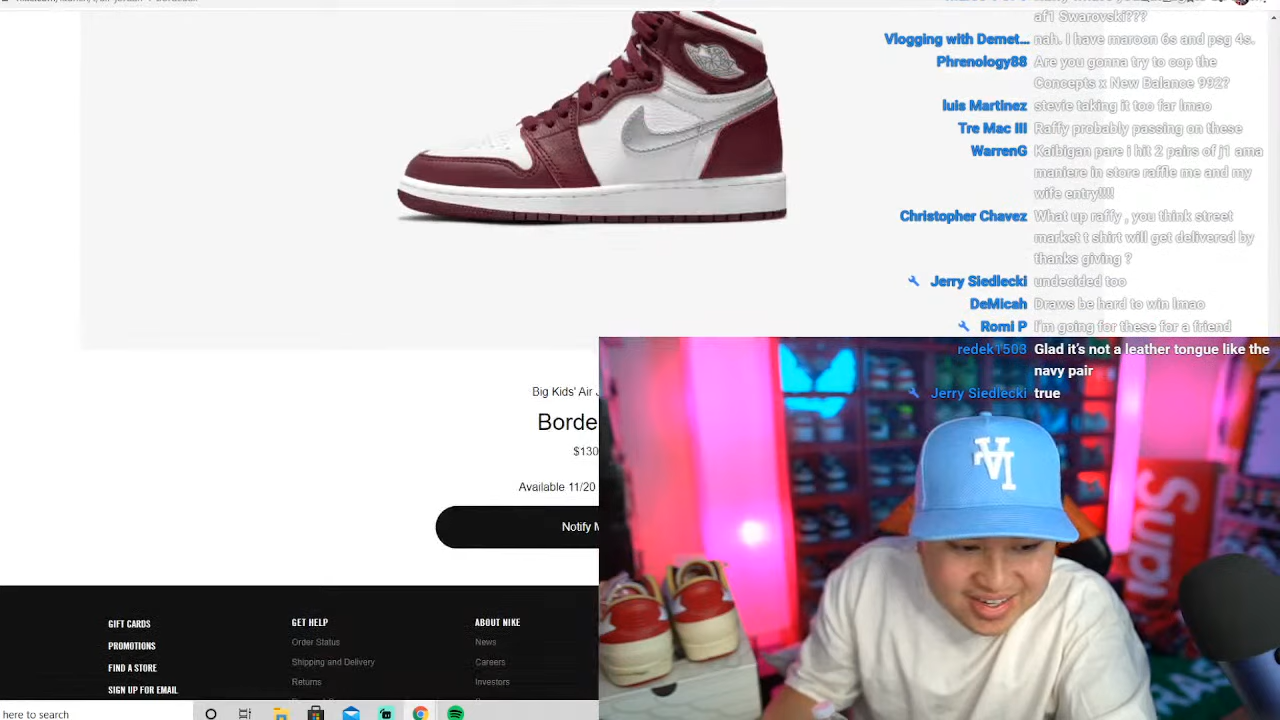 af1 Swarovski???
Vlogging with Demet... nah. I have maroon 6s and psg 4s.
Phrenology88 Are you gonna try to cop the
Concepts x New Balance 992?
luis Martinez stevie taking it too far lmao
Tre Mac III Raffy probably passing on these
WarrenG Kaibigan pare i hit 2 pairs of j1 ama
maniere in store raffle me and my
wife entry!!!!
Christopher Chavez What up raffy , you think street
market t shirt will get delivered by
thanks giving ?
Jerry Siedlecki undecided too
DeMicah Draws be hard to win lmao
Romi P I'm going for these for a friend
redek1503 Glad it's not a leather tongue like the
navy pair
Jerry Siedlecki true
Big Kids' Air J
Borde
$130
Available 11/20
Notify M
GIFT CARDS
PROMOTIONS
FIND A STORE
SIGN UP FOR EMAIL
GET HELP
Order Status
Shipping and Delivery
Returns
ABOUT NIKE
News
Careers
Investors
here to search
Supr